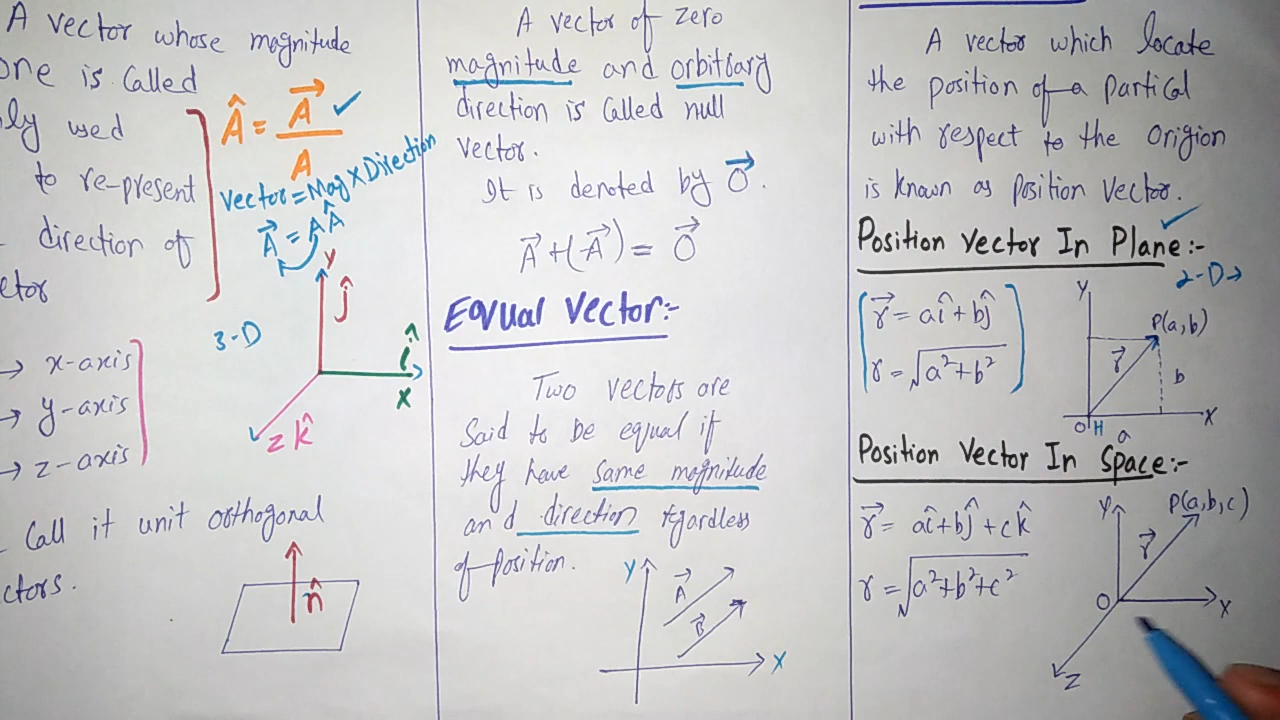 A vector whose magnitude
one is called
ly used
to re-present
direction of
ctor
Â = A⃗ / A ✓
Vector = Mag × Direction
A⃗ = A Â
3-D
Y
ĵ
î
X
Z k̂
→ x-axis
→ y-axis
→ z-axis
Call it unit orthogonal
ctors.
n̂
A vector of zero
magnitude and orbitrary
direction is called null
vector.
It is denoted by O⃗.
A⃗ + (-A⃗) = O⃗
Equal Vector:-
Two vectors are
Said to be equal if
they have same magnitude
and direction regardless
of position.
Y
A⃗
B⃗
X
A vector which locate
the position of a partical
with respect to the origion
is known as position vector.
Position Vector In Plane:-
2-D→
r⃗ = aî + bĵ
r = √a²+b²
Y
P(a,b)
r⃗
b
O H a X
Position Vector In Space:-
r⃗ = aî + bĵ + ck̂
r = √a²+b²+c²
Y
P(a,b,c)
r⃗
O
X
Z